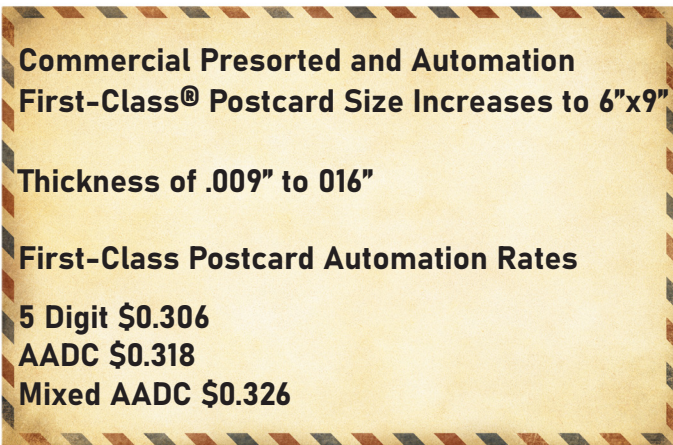 Commercial Presorted and Automation
First-Class® Postcard Size Increases to 6”x9”
Thickness of .009” to 016”
First-Class Postcard Automation Rates
5 Digit $0.306
AADC $0.318
Mixed AADC $0.326